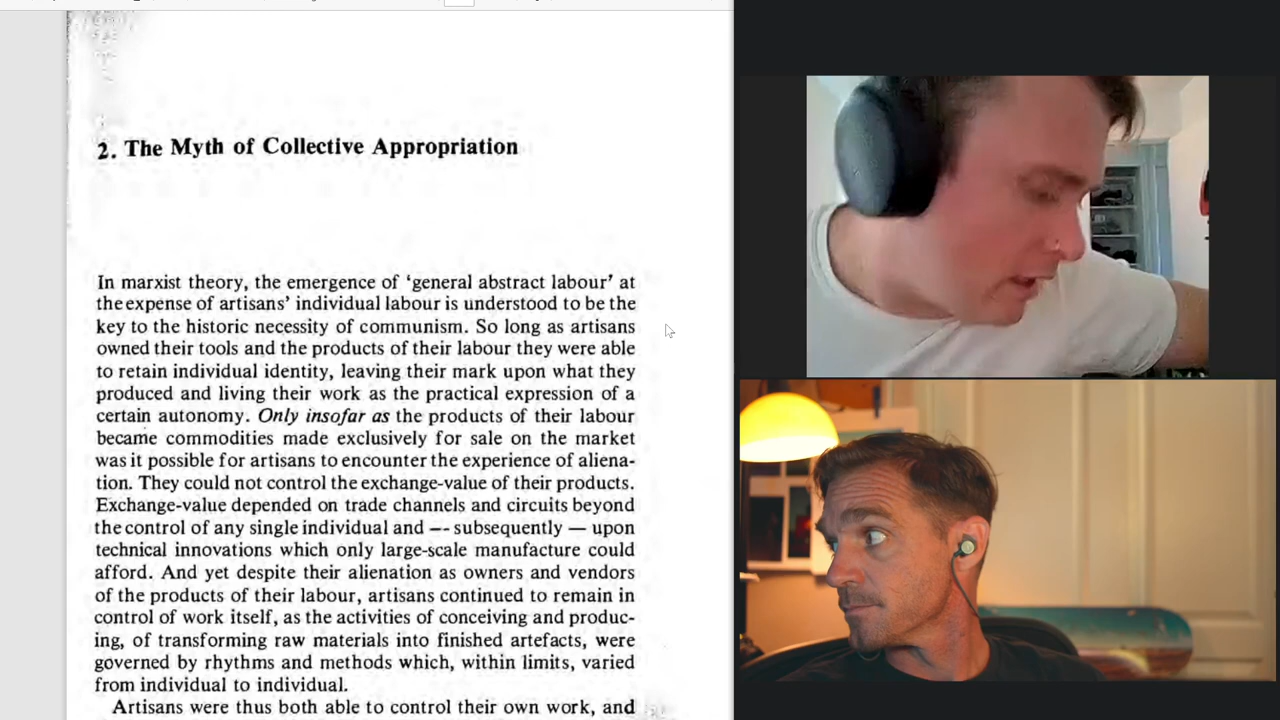 2. The Myth of Collective Appropriation
In marxist theory, the emergence of 'general abstract labour' at
the expense of artisans' individual labour is understood to be the
key to the historic necessity of communism. So long as artisans
owned their tools and the products of their labour they were able
to retain individual identity, leaving their mark upon what they
produced and living their work as the practical expression of a
certain autonomy. Only insofar as the products of their labour
became commodities made exclusively for sale on the market
was it possible for artisans to encounter the experience of aliena-
tion. They could not control the exchange-value of their products.
Exchange-value depended on trade channels and circuits beyond
the control of any single individual and — subsequently — upon
technical innovations which only large-scale manufacture could
afford. And yet despite their alienation as owners and vendors
of the products of their labour, artisans continued to remain in
control of work itself, as the activities of conceiving and produc-
ing, of transforming raw materials into finished artefacts, were
governed by rhythms and methods which, within limits, varied
from individual to individual.
Artisans were thus both able to control their own work, and